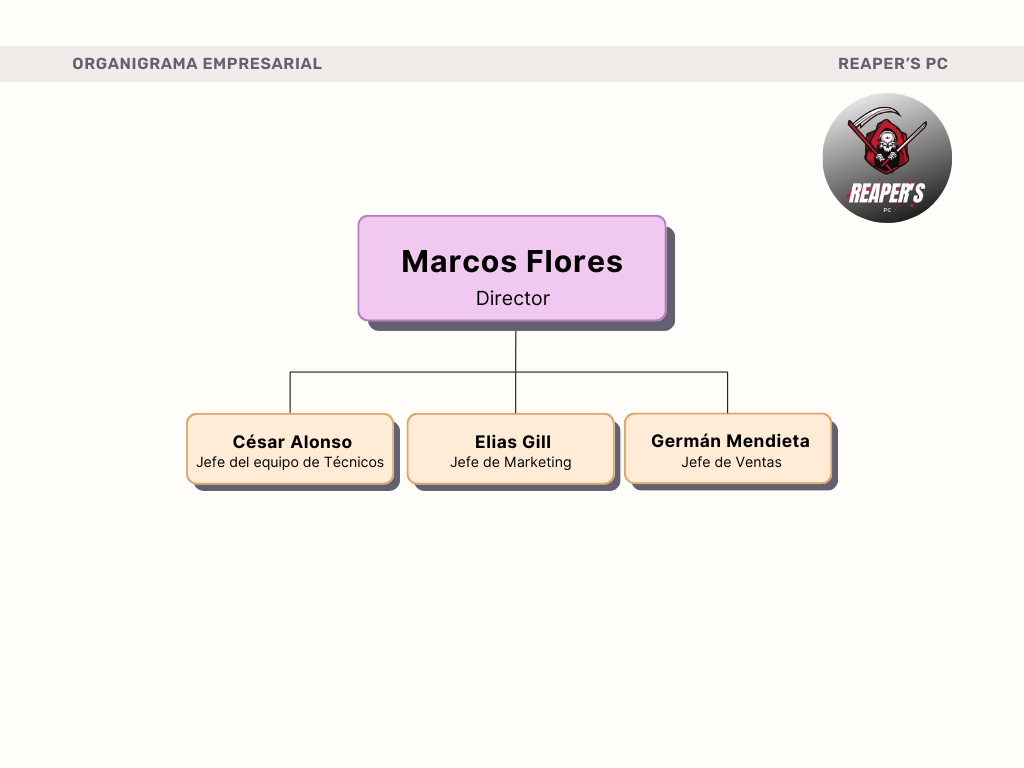 ORGANIGRAMA EMPRESARIAL
REAPER’S PC
REAPER'S
PC
Marcos Flores
Director
César Alonso
Jefe del equipo de Técnicos
Elias Gill
Jefe de Marketing
Germán Mendieta
Jefe de Ventas